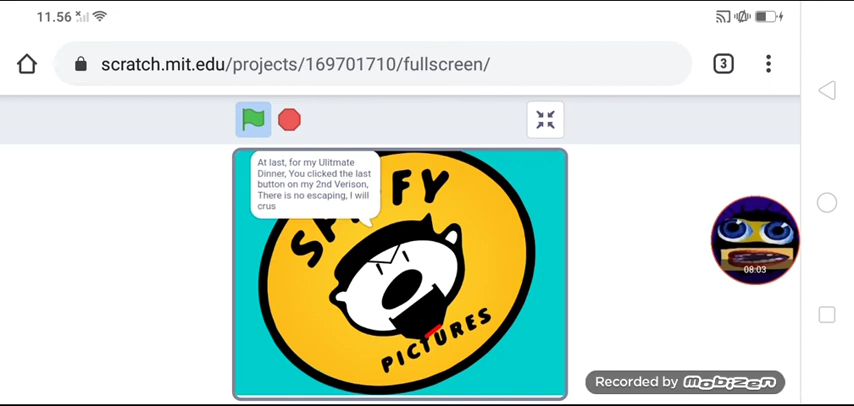 11.56
scratch.mit.edu/projects/169701710/fullscreen/
3
At last, for my Ulitmate
Dinner, You clicked the last
button on my 2nd Verison,
There is no escaping, I will
crus
PICTURES
08:03
Recorded by mobizen